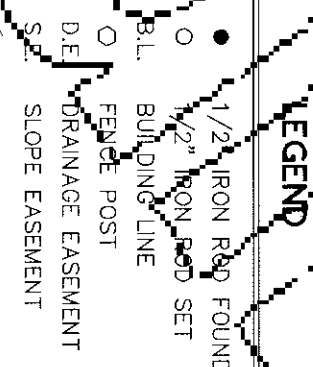 LEGEND
● 1/2" IRON ROD FOUND
○ 1/2" IRON ROD SET
B.L. BUILDING LINE
○ FENCE POST
D.E. DRAINAGE EASEMENT
S.E. SLOPE EASEMENT